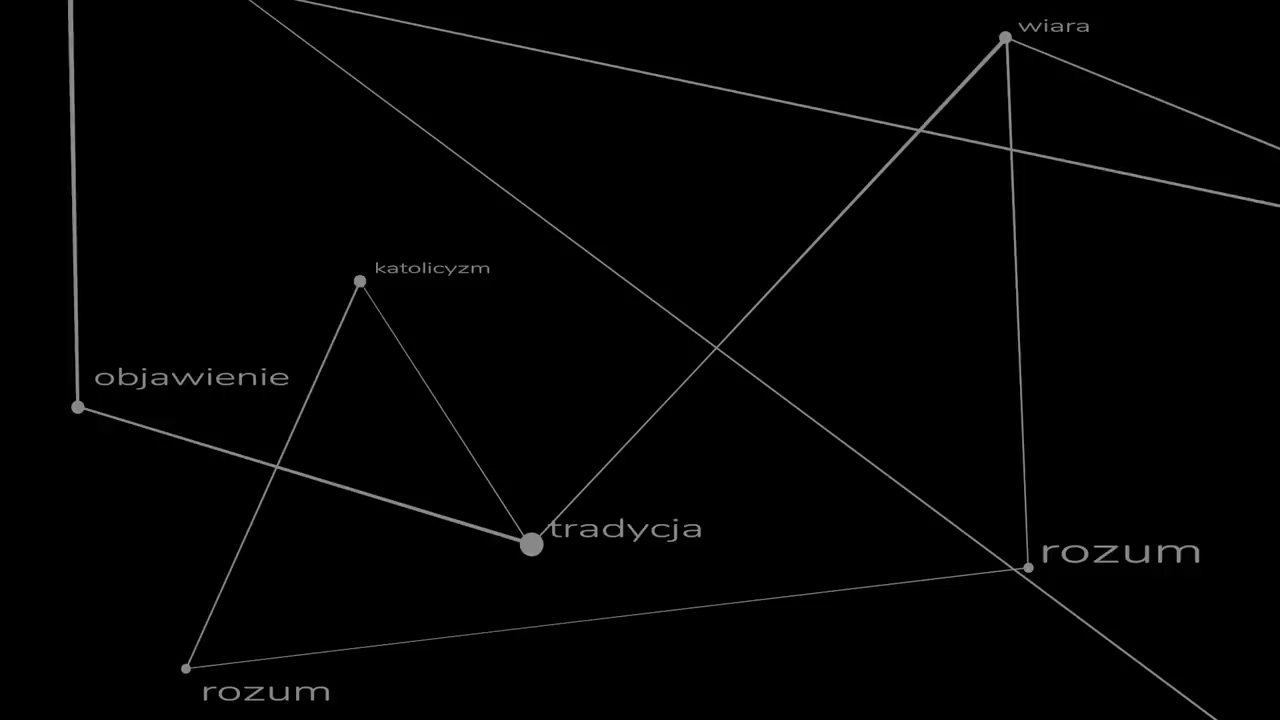 wiara
katolicyzm
objawienie
tradycja
rozum
rozum